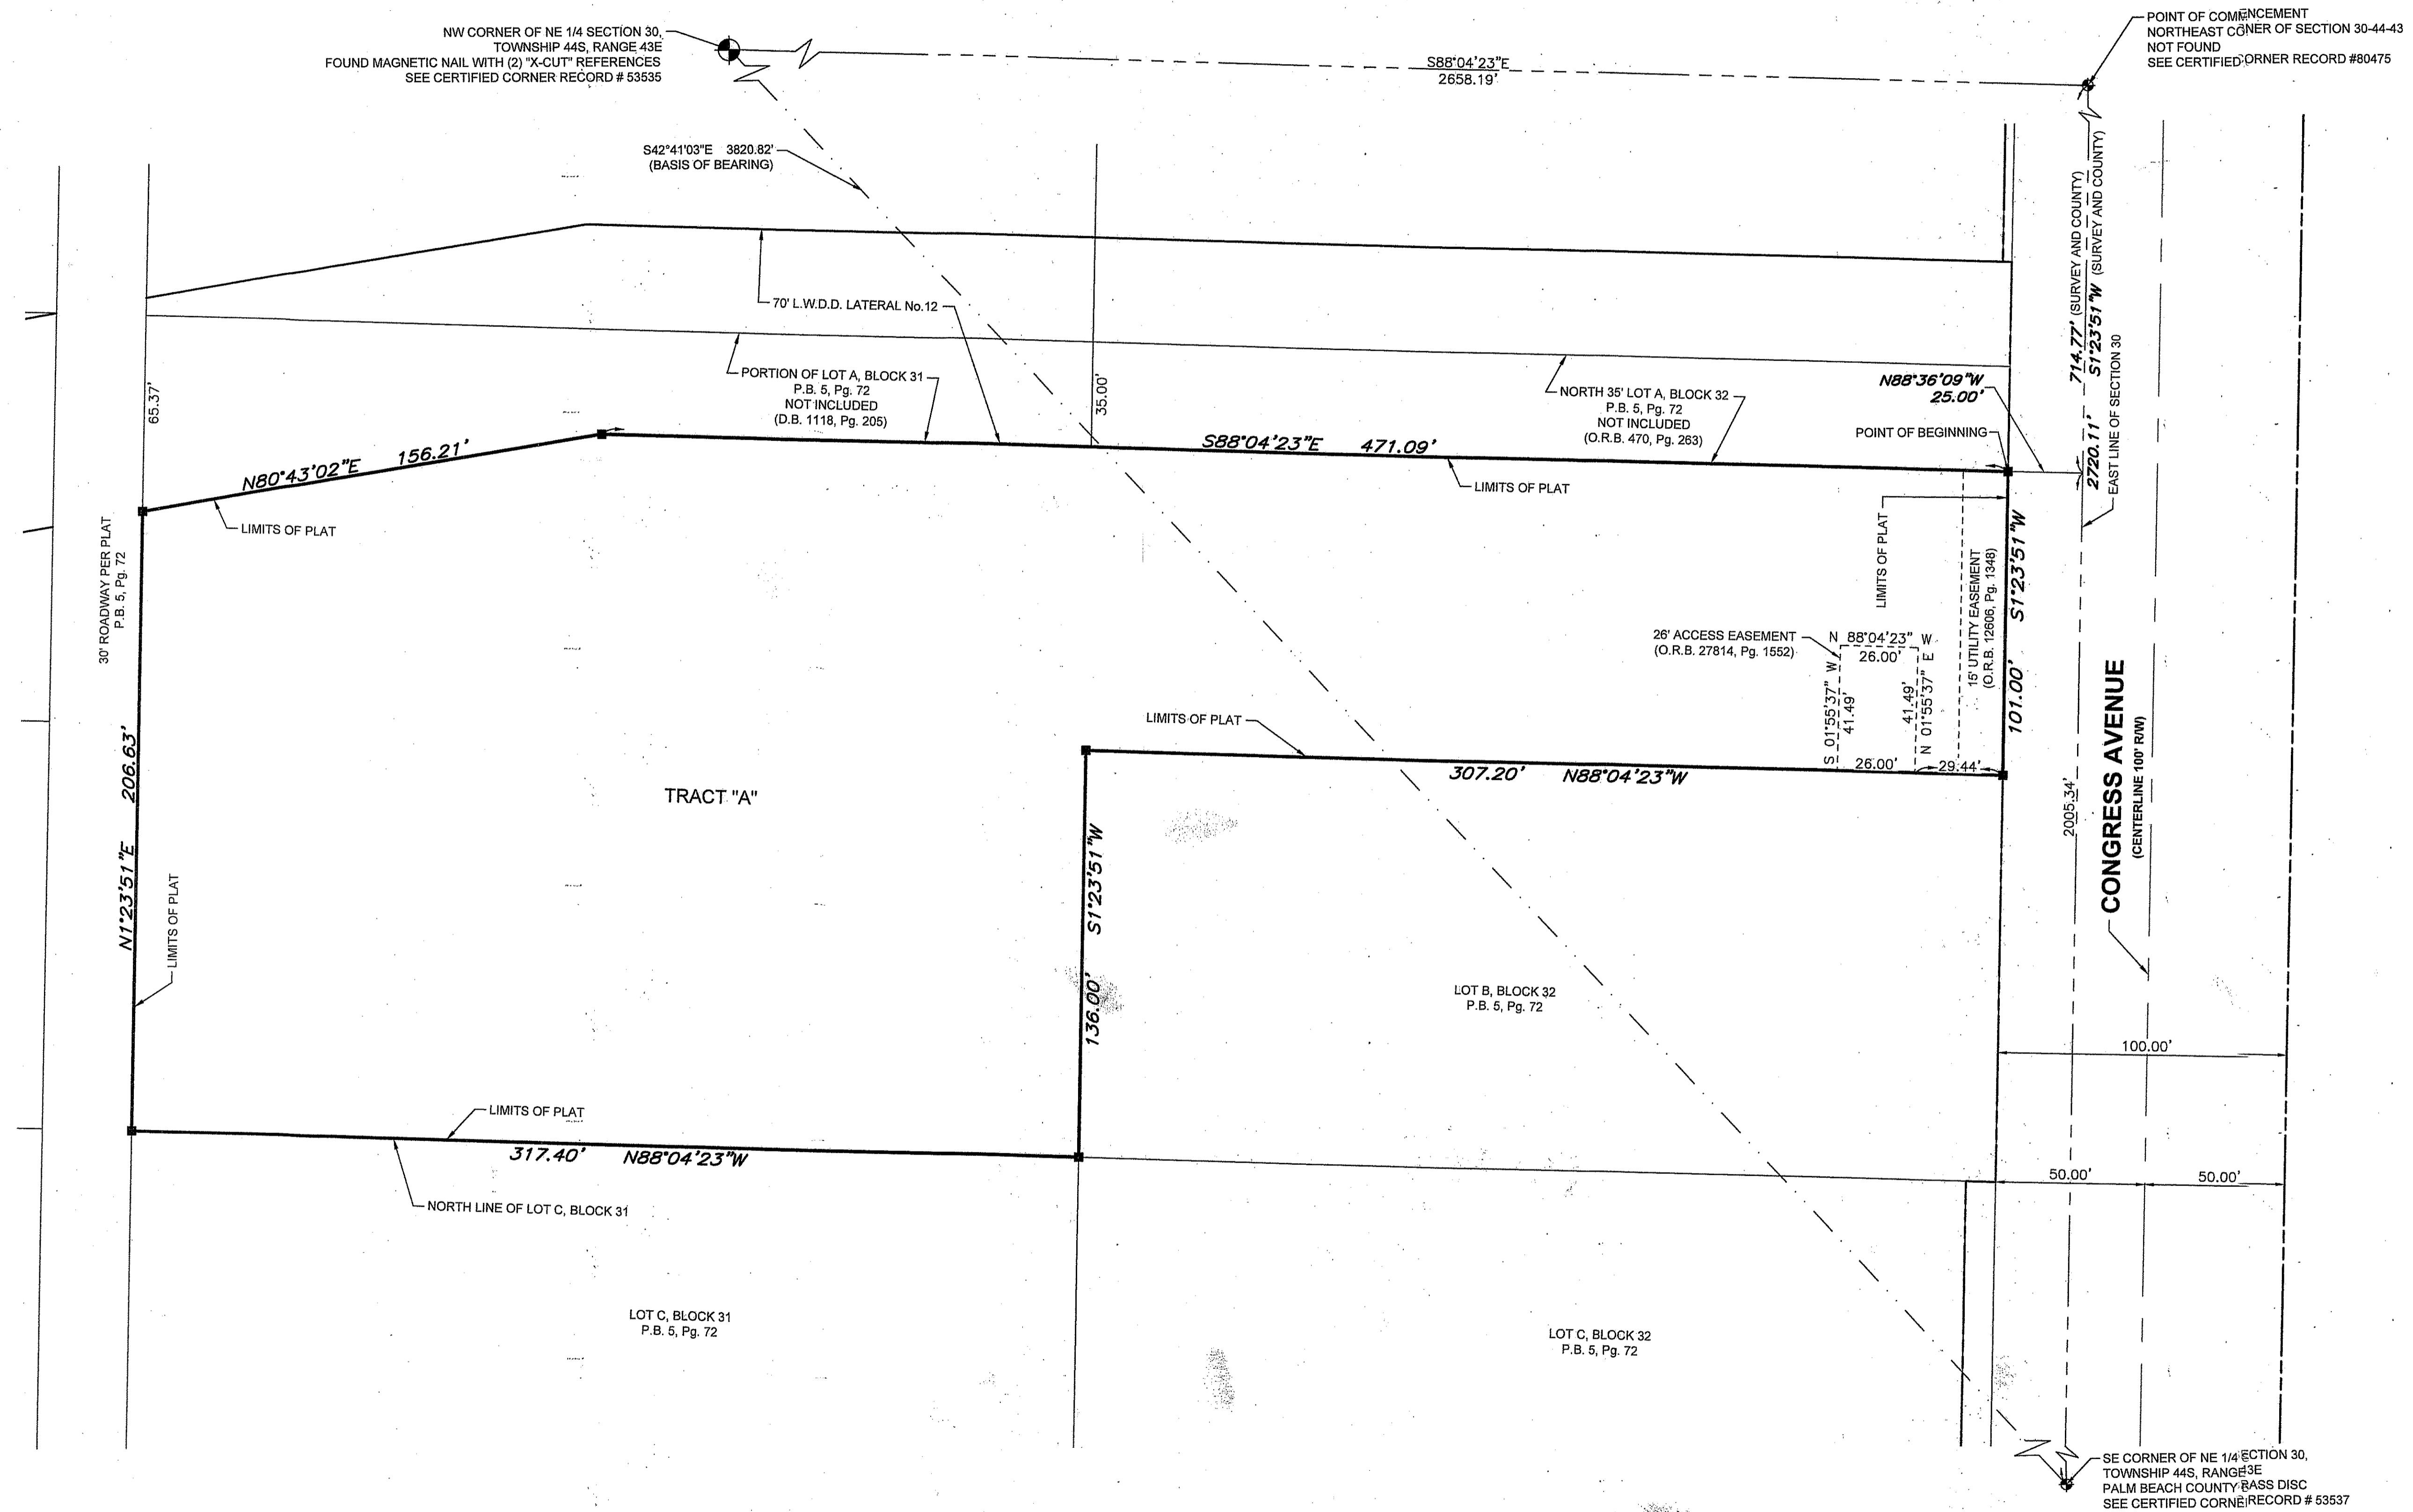 NW CORNER OF NE 1/4 SECTION 30,
TOWNSHIP 44S, RANGE 43E
FOUND MAGNETIC NAIL WITH (2) "X-CUT" REFERENCES
SEE CERTIFIED CORNER RECORD # 53535
S88°04'23"E
2658.19'
POINT OF COMMENCEMENT
NORTHEAST CORNER OF SECTION 30-44-43
NOT FOUND
SEE CERTIFIED CORNER RECORD #80475
S42°41'03"E 3820.82'
(BASIS OF BEARING)
714.77' (SURVEY AND COUNTY)
2720.11' S1°23'51"W (SURVEY AND COUNTY)
EAST LINE OF SECTION 30
70' L.W.D.D. LATERAL No.12
PORTION OF LOT A, BLOCK 31
P.B. 5, Pg. 72
NOT INCLUDED
(D.B. 1118, Pg. 205)
65.37'
35.00'
NORTH 35' LOT A, BLOCK 32
P.B. 5, Pg. 72
NOT INCLUDED
(O.R.B. 470, Pg. 263)
N88°36'09"W
25.00'
POINT OF BEGINNING
N80°43'02"E 156.21'
S88°04'23"E 471.09'
LIMITS OF PLAT
LIMITS OF PLAT
LIMITS OF PLAT
30' ROADWAY PER PLAT
P.B. 5, Pg. 72
15' UTILITY EASEMENT
(O.R.B. 12606, Pg. 1348)
101.00' S1°23'51"W
26' ACCESS EASEMENT
(O.R.B. 27814, Pg. 1552)
N 88°04'23" W
26.00'
S 01°55'37" W
41.49'
41.49'
N 01°55'37" E
26.00'
29.44'
LIMITS OF PLAT
307.20' N88°04'23"W
TRACT "A"
N1°23'51"E 206.63'
LIMITS OF PLAT
136.00' S1°23'51"W
2005.34'
CONGRESS AVENUE
(CENTERLINE 100' R/W)
LOT B, BLOCK 32
P.B. 5, Pg. 72
100.00'
LIMITS OF PLAT
317.40' N88°04'23"W
NORTH LINE OF LOT C, BLOCK 31
50.00'
50.00'
LOT C, BLOCK 31
P.B. 5, Pg. 72
LOT C, BLOCK 32
P.B. 5, Pg. 72
SE CORNER OF NE 1/4 SECTION 30,
TOWNSHIP 44S, RANGE 43E
PALM BEACH COUNTY BRASS DISC
SEE CERTIFIED CORNER RECORD # 53537